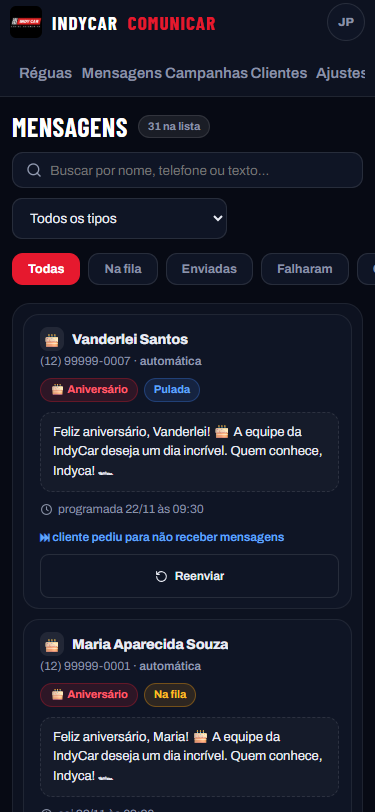 INDYCAR COMUNICAR
JP
Réguas Mensagens Campanhas Clientes Ajustes
MENSAGENS 31 na lista
Buscar por nome, telefone ou texto...
Todos os tipos
Todas Na fila Enviadas Falharam
🎂 Vanderlei Santos
(12) 99999-0007 · automática
🎂 Aniversário Pulada
Feliz aniversário, Vanderlei! 🎂 A equipe da
IndyCar deseja um dia incrível. Quem conhece,
Indyca! 🏎️
programada 22/11 às 09:30
⏭ cliente pediu para não receber mensagens
Reenviar
🎂 Maria Aparecida Souza
(12) 99999-0001 · automática
🎂 Aniversário Na fila
Feliz aniversário, Maria! 🎂 A equipe da
IndyCar deseja um dia incrível. Quem conhece,
Indyca! 🏎️